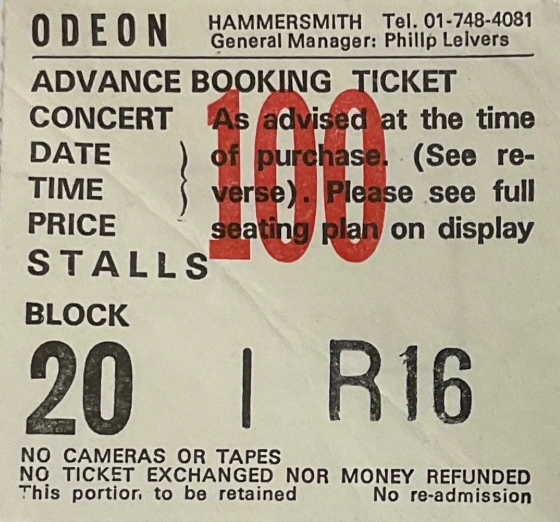 ODEON HAMMERSMITH Tel. 01-748-4081
General Manager: Philip Leivers
ADVANCE BOOKING TICKET
CONCERT As advised at the time
DATE of purchase. (See re-
TIME verse). Please see full
PRICE seating plan on display
100
STALLS
BLOCK
20 | R16
NO CAMERAS OR TAPES
NO TICKET EXCHANGED NOR MONEY REFUNDED
This portion to be retained No re-admission